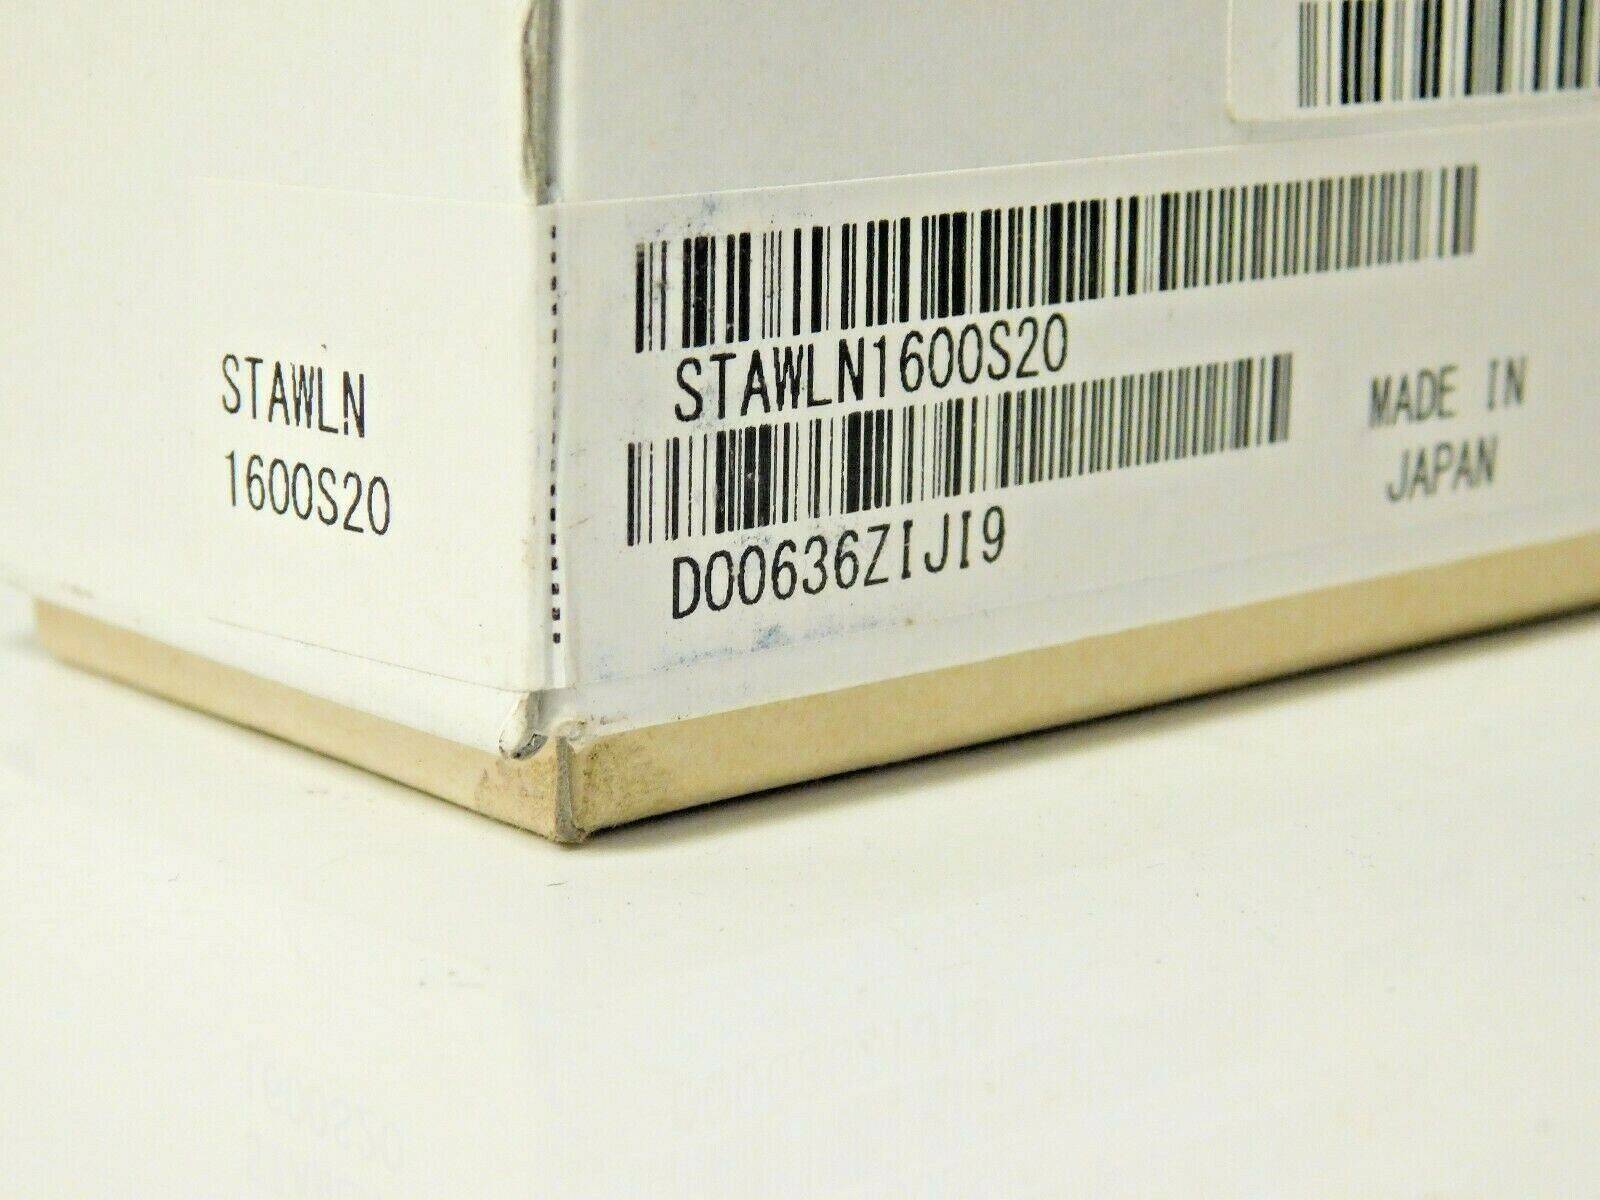 STAWLN
1600S20
STAWLN1600S20
D00636ZIJI9
MADE IN
JAPAN